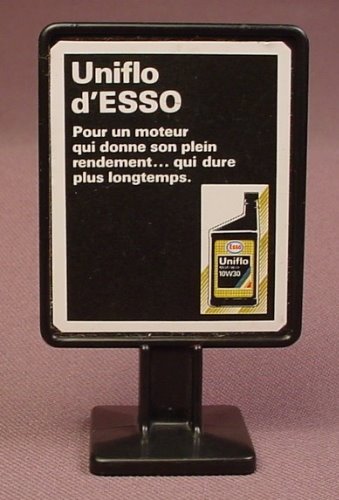 Uniflo
d'ESSO
Pour un moteur
qui donne son plein
rendement... qui dure
plus longtemps.
Esso
Uniflo
10W30